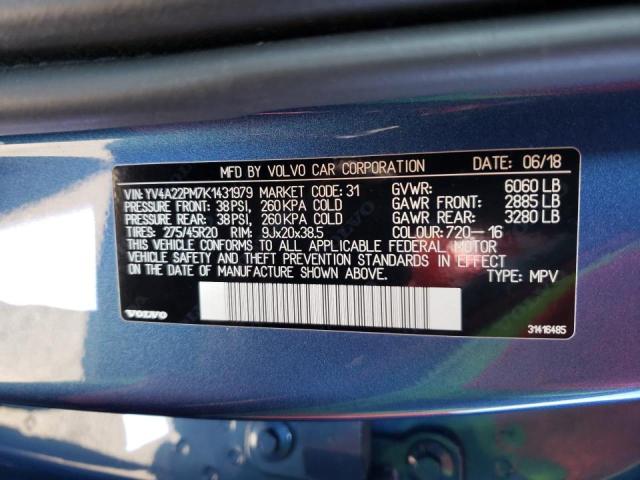 MFD BY VOLVO CAR CORPORATION DATE: 06/18
VIN: YV4A22PM7K1431979 MARKET CODE: 31 GVWR: 6060 LB
PRESSURE FRONT: 38PSI, 260KPA COLD GAWR FRONT: 2885 LB
PRESSURE REAR: 38PSI, 260KPA COLD GAWR REAR: 3280 LB
TIRES: 275/45R20 RIM: 9Jx20x38.5 COLOUR:720-16
THIS VEHICLE CONFORMS TO ALL APPLICABLE FEDERAL MOTOR
VEHICLE SAFETY AND THEFT PREVENTION STANDARDS IN EFFECT
ON THE DATE OF MANUFACTURE SHOWN ABOVE. TYPE: MPV
VOLVO 31416485